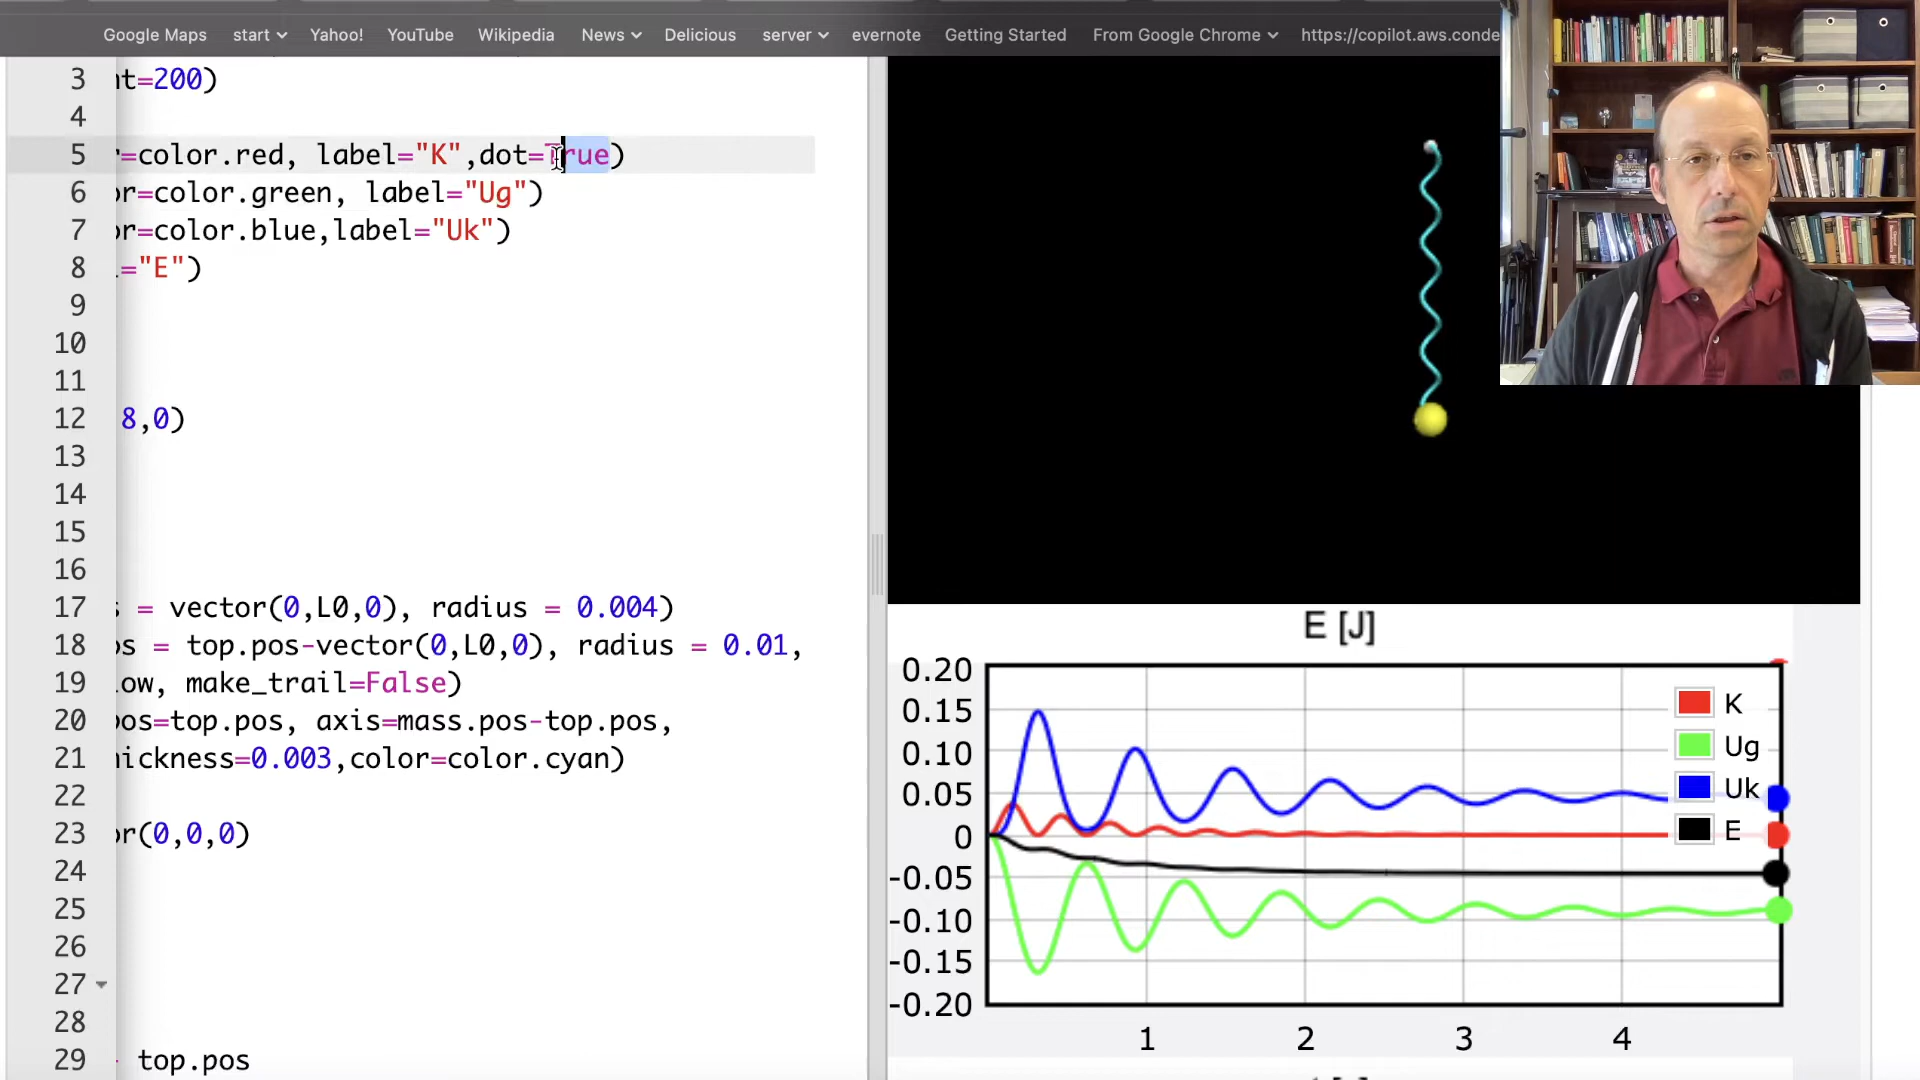 Google Maps start Yahoo! YouTube Wikipedia News Delicious server evernote Getting Started From Google Chrome https://copilot.aws.conde
3 nt=200)
4
5 r=color.red, label="K",dot=True)
6 or=color.green, label="Ug")
7 or=color.blue,label="Uk")
8 l="E")
9
10
11
12 8,0)
13
14
15
16
17 s = vector(0,L0,0), radius = 0.004)
18 os = top.pos-vector(0,L0,0), radius = 0.01,
19 low, make_trail=False)
20 pos=top.pos, axis=mass.pos-top.pos,
21 hickness=0.003,color=color.cyan)
22
23 or(0,0,0)
24
25
26
27
28
29 - top.pos
E [J]
0.20
0.15
0.10
0.05
0
-0.05
-0.10
-0.15
-0.20
K
Ug
Uk
E
1 2 3 4